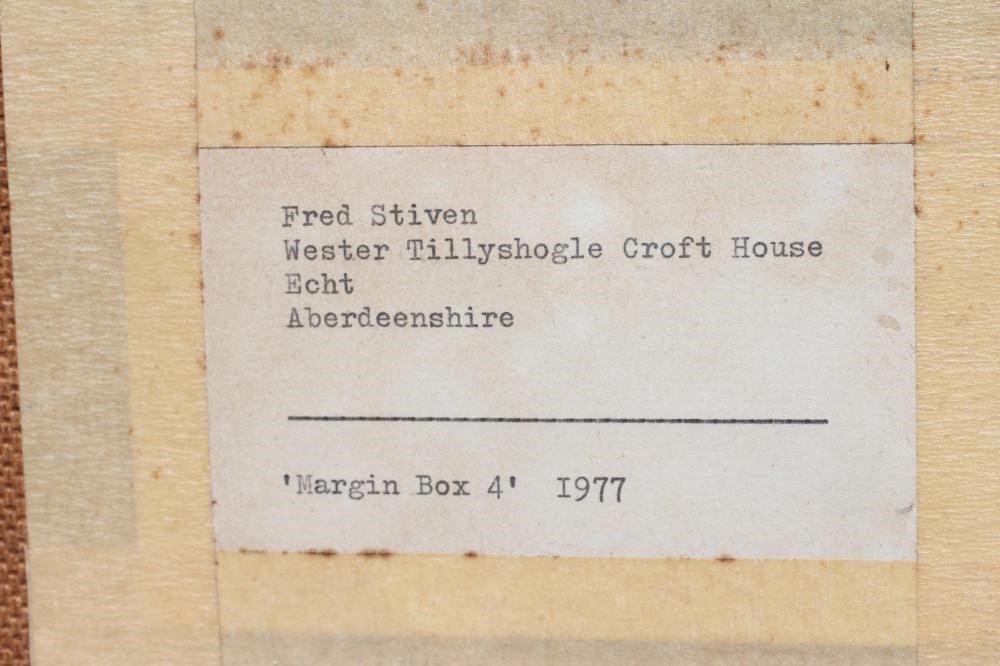 Fred Stiven
Wester Tillyshogle Croft House
Echt
Aberdeenshire
'Margin Box 4' I977